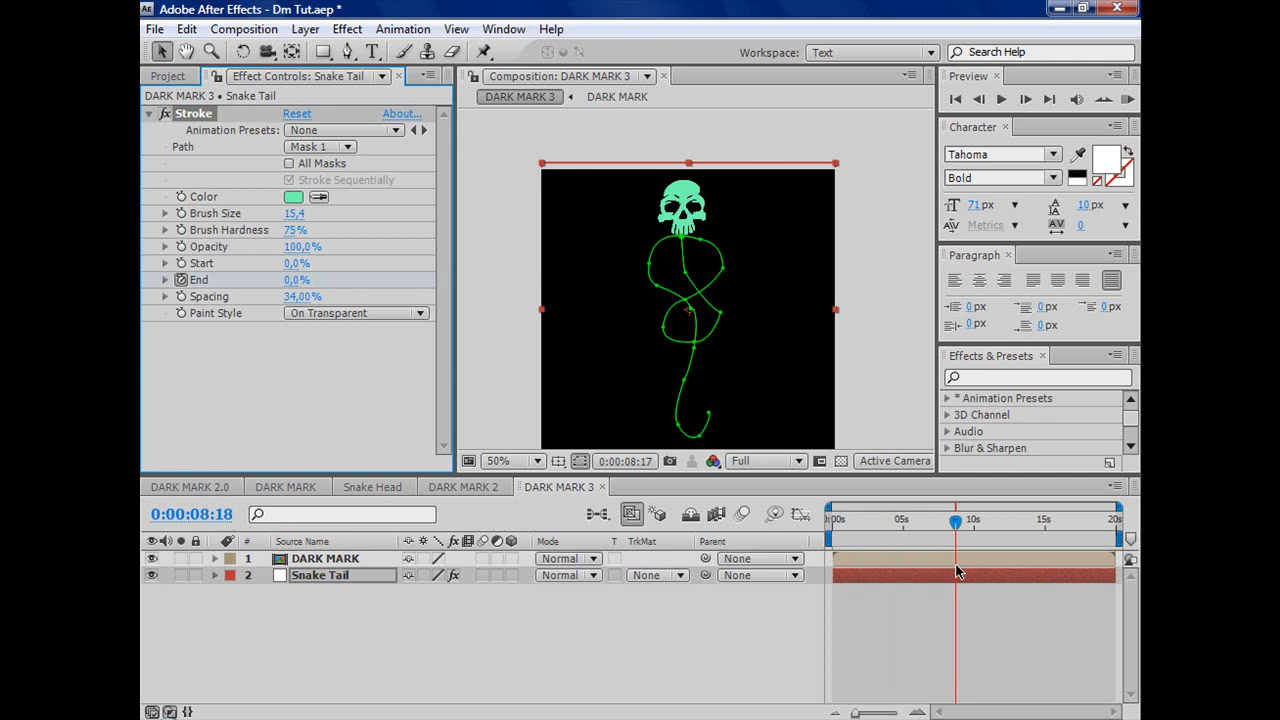 Adobe After Effects - Dm Tut.aep *
File Edit Composition Layer Effect Animation View Window Help
Workspace: Text Search Help
Project Effect Controls: Snake Tail
DARK MARK 3 • Snake Tail
fx Stroke Reset About...
Animation Presets: None
Path Mask 1
All Masks
Stroke Sequentially
Color
Brush Size 15,4
Brush Hardness 75%
Opacity 100,0%
Start 0,0%
End 0,0%
Spacing 34,00%
Paint Style On Transparent
Composition: DARK MARK 3
DARK MARK 3 DARK MARK
50% 0:00:08:17 Full Active Camera
Preview
Character
Tahoma
Bold
71 px 10 px
Metrics 0
Paragraph
0 px 0 px 0 px
0 px 0 px
Effects & Presets
* Animation Presets
3D Channel
Audio
Blur & Sharpen
DARK MARK 2.0 DARK MARK Snake Head DARK MARK 2 DARK MARK 3
0:00:08:18
0:00s 05s 10s 15s 20s
# Source Name Mode T TrkMat Parent
1 DARK MARK Normal None
2 Snake Tail Normal None None